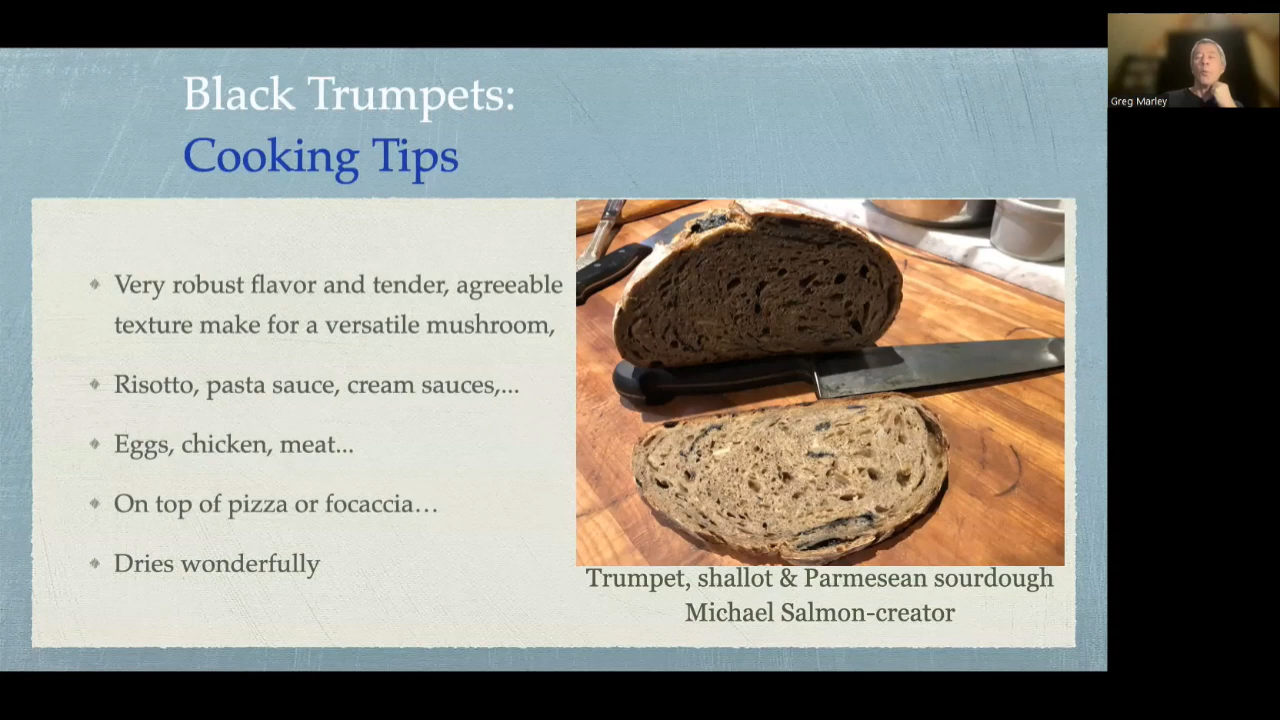 Black Trumpets:
Cooking Tips
Very robust flavor and tender, agreeable
texture make for a versatile mushroom,
Risotto, pasta sauce, cream sauces,...
Eggs, chicken, meat...
On top of pizza or focaccia…
Dries wonderfully
Trumpet, shallot & Parmesean sourdough
Michael Salmon-creator
Greg Marley